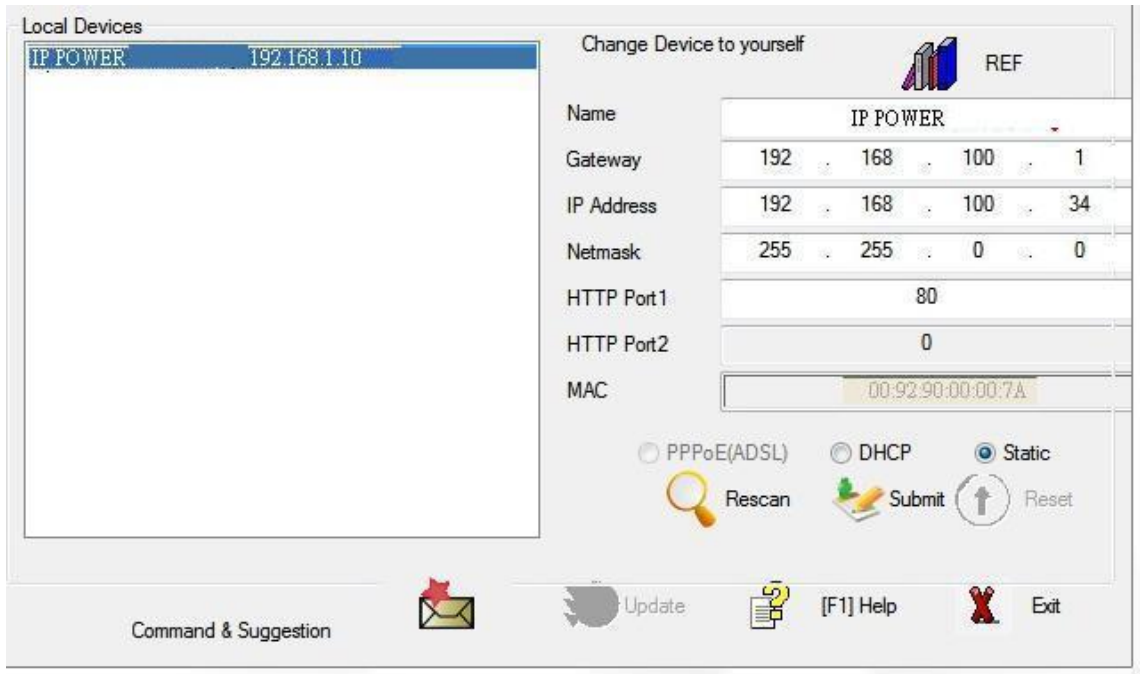 Local Devices
IP POWER 192.168.1.10
Change Device to yourself
REF
Name IP POWER
Gateway 192 . 168 . 100 . 1
IP Address 192 . 168 . 100 . 34
Netmask 255 . 255 . 0 . 0
HTTP Port1 80
HTTP Port2 0
MAC 00:92:90:00:00:7A
PPPoE(ADSL) DHCP Static
Rescan Submit Reset
Update [F1] Help Exit
Command & Suggestion